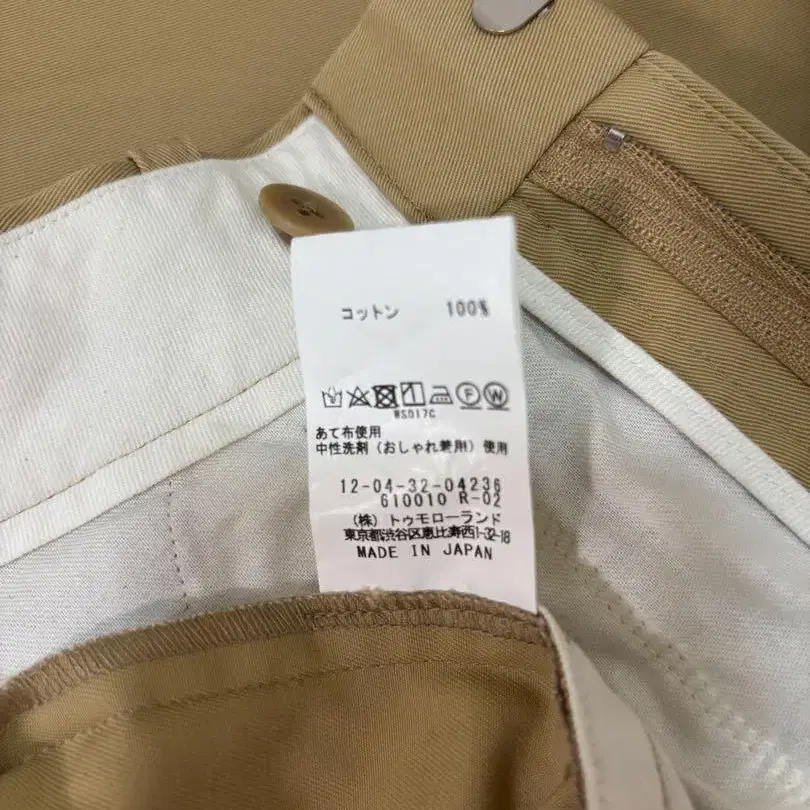 コットン 100%
WS017C
あて布使用
中性洗剤(おしゃれ着用)使用
12-04-32-04236
610010 R-02
(株)トゥモローランド
東京都渋谷区恵比寿西1-32-18
MADE IN JAPAN